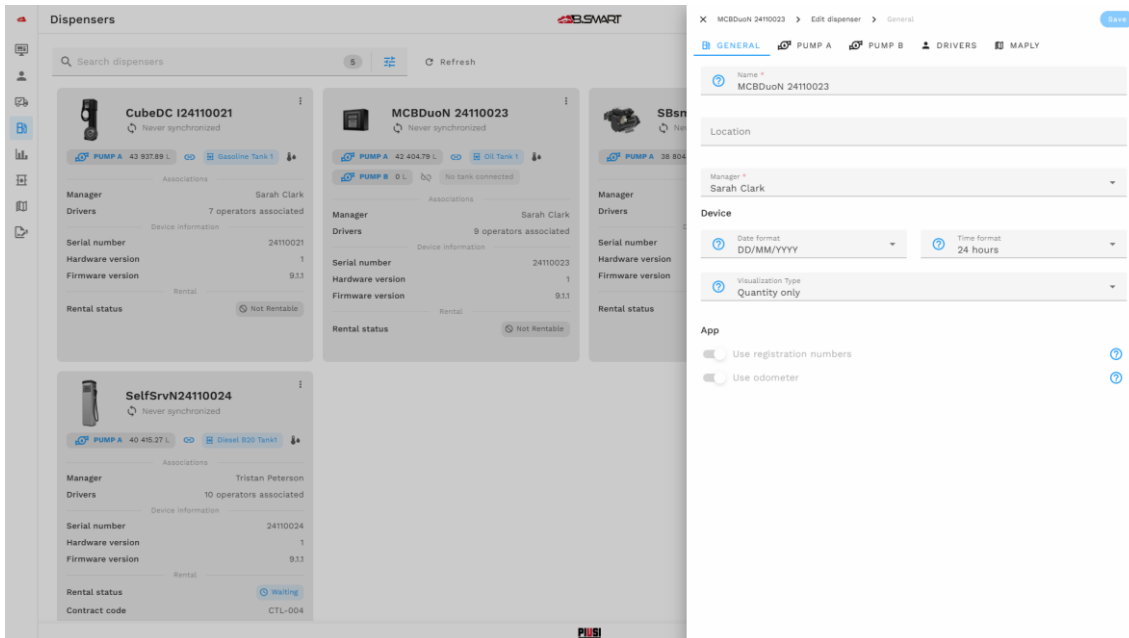 Dispensers
B.SMART
Search dispensers
5
Refresh
CubeDC I24110021
Never synchronized
PUMP A 43 937.89 L
Gasoline Tank 1
Associations
Manager Sarah Clark
Drivers 7 operators associated
Device Information
Serial number 24110021
Hardware version 1
Firmware version 9.1.1
Rental
Rental status Not Rentable
MCBDuoN 24110023
Never synchronized
PUMP A 42 404.79 L
Oil Tank 1
PUMP B 0 L
No tank connected
Associations
Manager Sarah Clark
Drivers 9 operators associated
Device Information
Serial number 24110023
Hardware version 1
Firmware version 9.1.1
Rental
Rental status Not Rentable
SBsm
Ne
PUMP A 38 804
Manager
Drivers
Serial number
Hardware version
Firmware version
Rental status
SelfSrvN24110024
Never synchronized
PUMP A 40 415.27 L
Diesel B20 Tank1
Associations
Manager Tristan Peterson
Drivers 10 operators associated
Device Information
Serial number 24110024
Hardware version 1
Firmware version 9.1.1
Rental
Rental status Waiting
Contract code CTL-004
PIUSI
MCBDuoN 24110023 > Edit dispenser > General
Save
GENERAL PUMP A PUMP B DRIVERS MAPLY
Name *
MCBDuoN 24110023
Location
Manager *
Sarah Clark
Device
Date format
DD/MM/YYYY
Time format
24 hours
Visualization Type
Quantity only
App
Use registration numbers
Use odometer